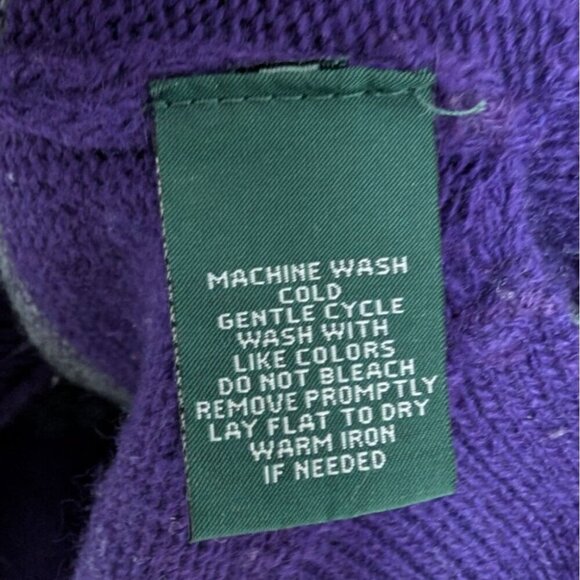 MACHINE WASH
COLD
GENTLE CYCLE
WASH WITH
LIKE COLORS
DO NOT BLEACH
REMOVE PROMPTLY
LAY FLAT TO DRY
WARM IRON
IF NEEDED